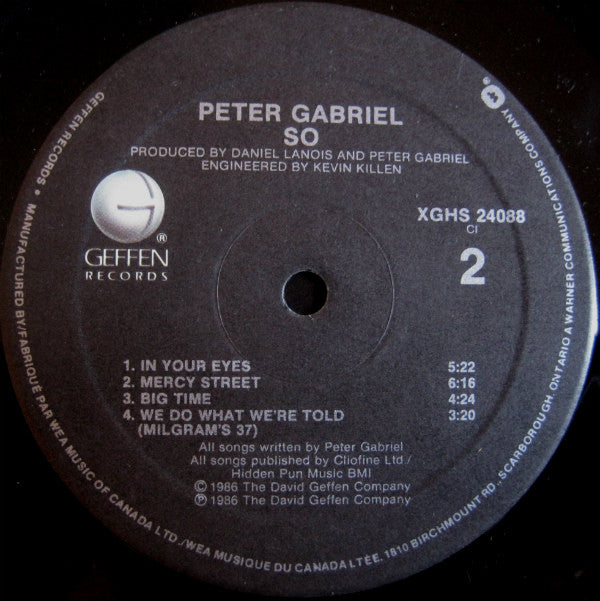 PETER GABRIEL
SO
PRODUCED BY DANIEL LANOIS AND PETER GABRIEL
ENGINEERED BY KEVIN KILLEN
GEFFEN®
RECORDS
XGHS 24088
CI
2
1. IN YOUR EYES 5:22
2. MERCY STREET 6:16
3. BIG TIME 4:24
4. WE DO WHAT WE'RE TOLD 3:20
(MILGRAM'S 37)
All songs written by Peter Gabriel
All songs published by Cliofine Ltd./
Hidden Pun Music BMI
© 1986 The David Geffen Company
℗ 1986 The David Geffen Company
GEFFEN RECORDS • MANUFACTURED BY/FABRIQUÉ PAR WEA MUSIC OF CANADA LTD./WEA MUSIQUE DU CANADA LTÉE. 1810 BIRCHMOUNT RD., SCARBOROUGH, ONTARIO A WARNER COMMUNICATIONS COMPANY